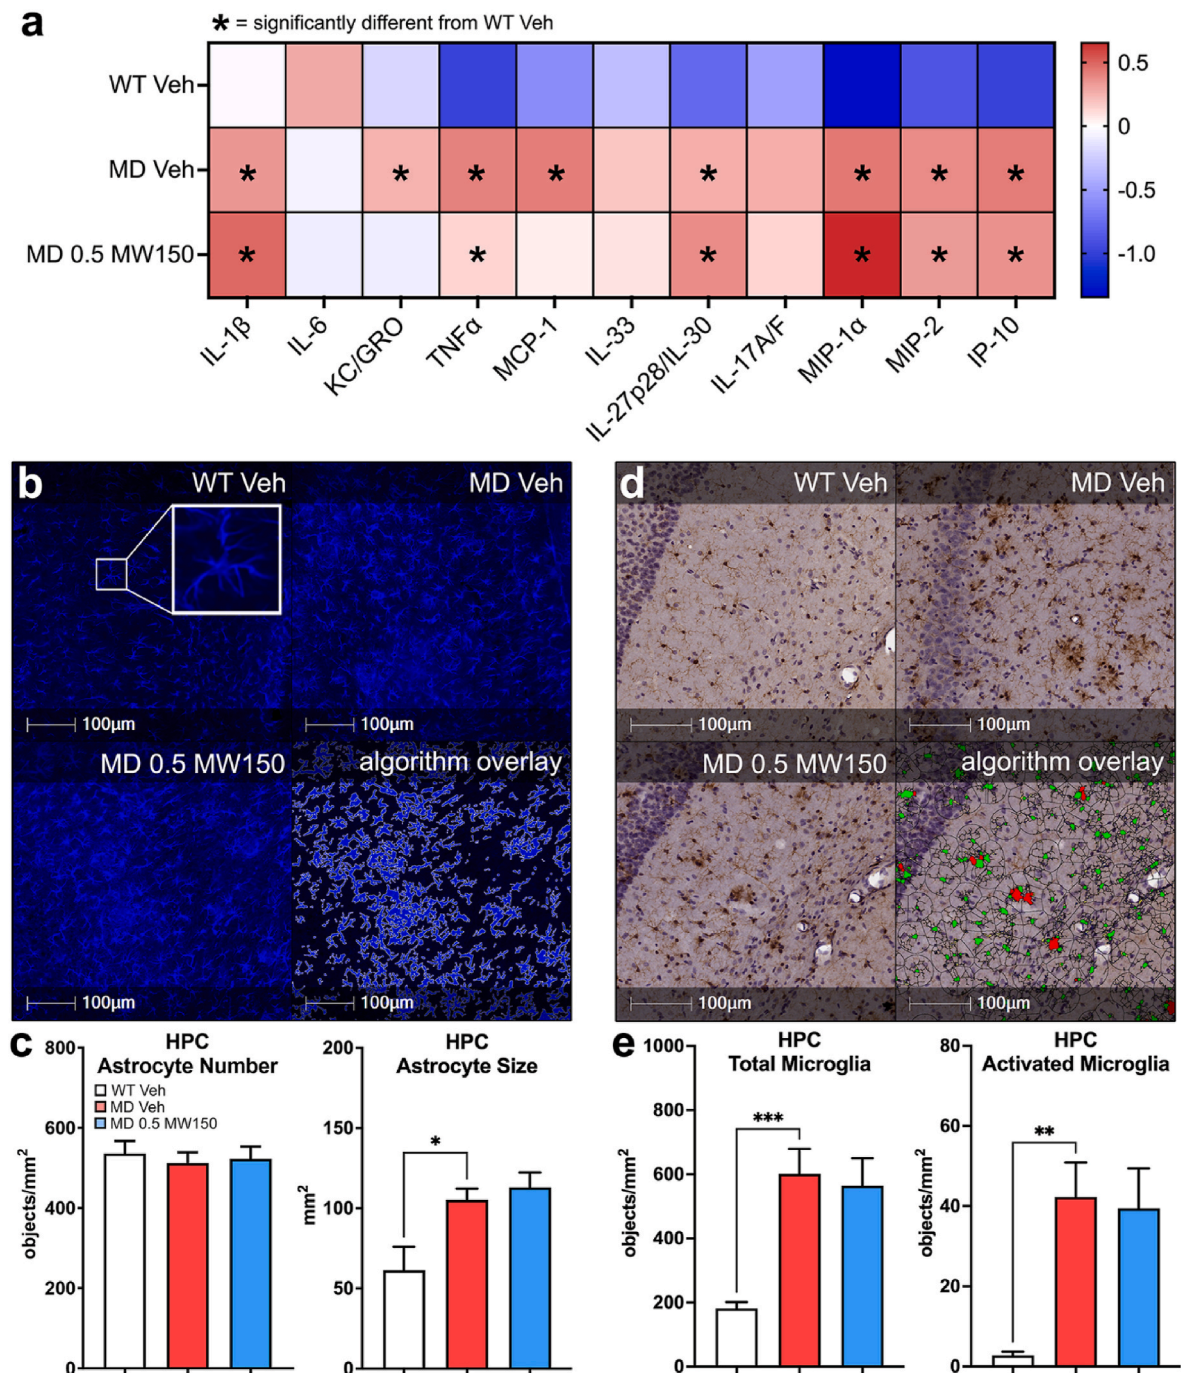 a
* = significantly different from WT Veh
WT Veh
MD Veh
* * * * * * * *
MD 0.5 MW150
* * * * * *
0.5
0
-0.5
-1.0
IL-1β
IL-6
KC/GRO
TNFα
MCP-1
IL-33
IL-27p28/IL-30
IL-17A/F
MIP-1α
MIP-2
IP-10
b
WT Veh
MD Veh
100µm
100µm
MD 0.5 MW150
algorithm overlay
100µm
100µm
d
WT Veh
MD Veh
100µm
100µm
MD 0.5 MW150
algorithm overlay
100µm
100µm
c
HPC
Astrocyte Number
WT Veh
MD Veh
MD 0.5 MW150
objects/mm²
800
600
400
200
0
HPC
Astrocyte Size
mm²
200
150
100
50
0
*
e
HPC
Total Microglia
objects/mm²
1000
800
600
400
200
0
***
HPC
Activated Microglia
objects/mm²
80
60
40
20
0
**